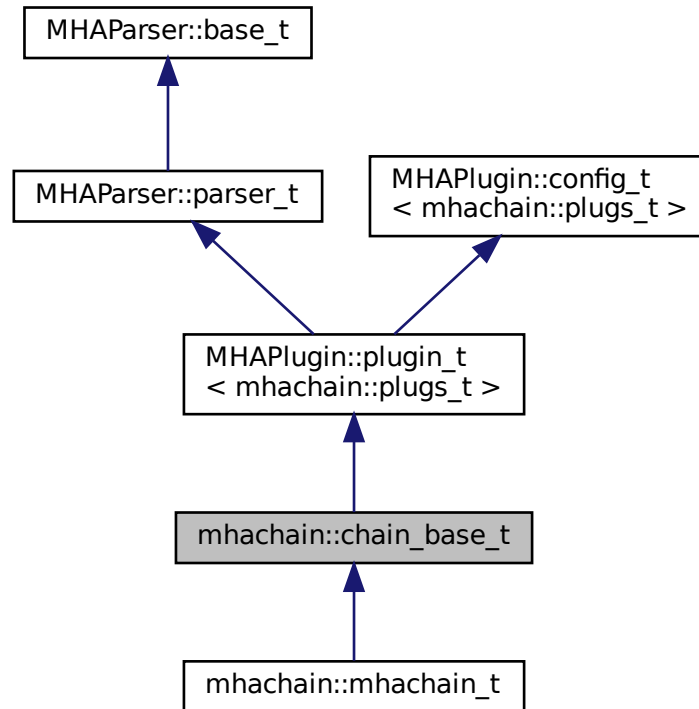 MHAParser::base_t
MHAParser::parser_t
MHAPlugin::config_t
< mhachain::plugs_t >
MHAPlugin::plugin_t
< mhachain::plugs_t >
mhachain::chain_base_t
mhachain::mhachain_t